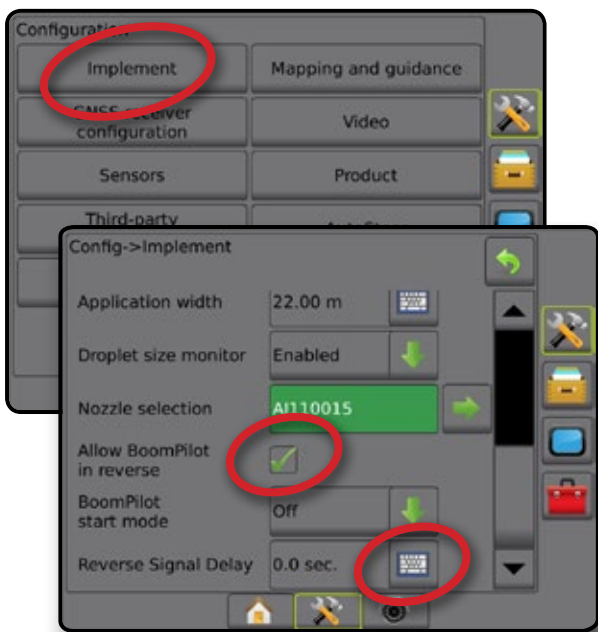 Configuration
Implement
Mapping and guidance
GNSS receiver
configuration
Video
Sensors
Product
Third-party
Config->Implement
Application width
22.00 m
Droplet size monitor
Enabled
Nozzle selection
AI110015
Allow BoomPilot
in reverse
BoomPilot
start mode
Off
Reverse Signal Delay
0.0 sec.